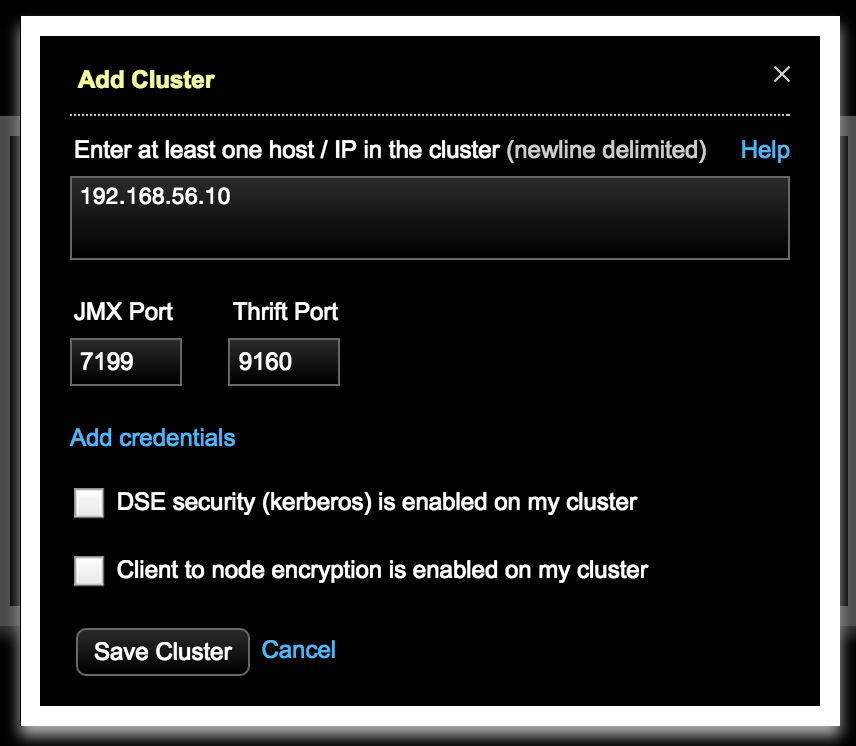 Add Cluster
Enter at least one host / IP in the cluster (newline delimited) Help
192.168.56.10
JMX Port Thrift Port
7199 9160
Add credentials
DSE security (kerberos) is enabled on my cluster
Client to node encryption is enabled on my cluster
Save Cluster Cancel